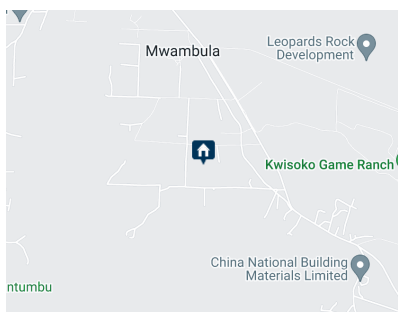 Mwambula
Leopards Rock
Development
Kwisoko Game Ranch
China National Building
Materials Limited
ntumbu